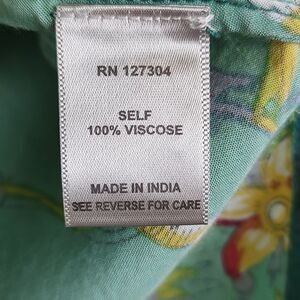 RN 127304
SELF
100% VISCOSE
MADE IN INDIA
SEE REVERSE FOR CARE